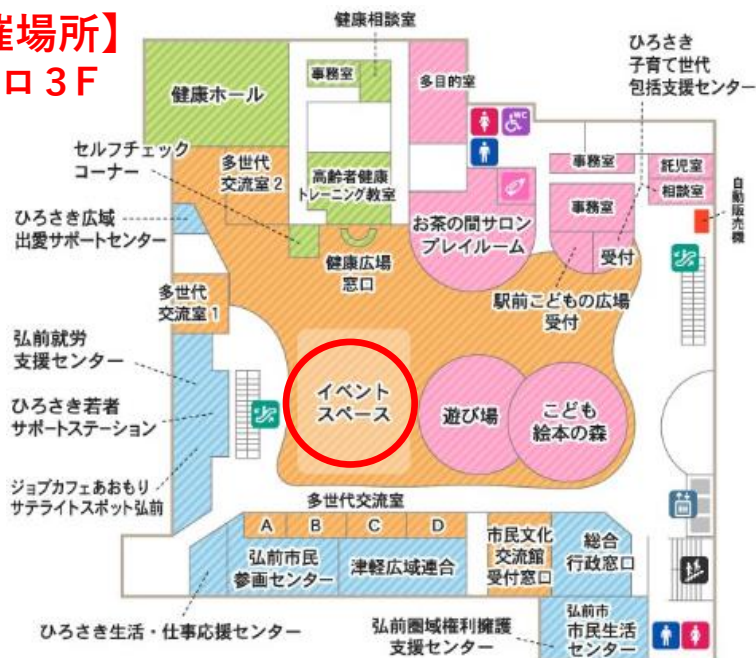 催場所】
ロ 3F
健康相談室
ひろさき
子育て世代
包括支援センター
健康ホール
事務室
多目的室
WC
セルフチェック
コーナー
多世代
交流室2
高齢者健康
トレーニング教室
事務室
託児室
相談室
事務室
自動販売機
ひろさき広域
出愛サポートセンター
お茶の間サロン
プレイルーム
受付
健康広場
窓口
駅前こどもの広場
受付
多世代
交流室1
弘前就労
支援センター
イベント
スペース
遊び場
こども
絵本の森
ひろさき若者
サポートステーション
ジョブカフェあおもり
サテライトスポット弘前
多世代交流室
A B C D
弘前市民
参画センター
津軽広域連合
市民文化
交流館
受付窓口
総合
行政窓口
ひろさき生活・仕事応援センター
弘前圏域権利擁護
支援センター
弘前市
市民生活
センター